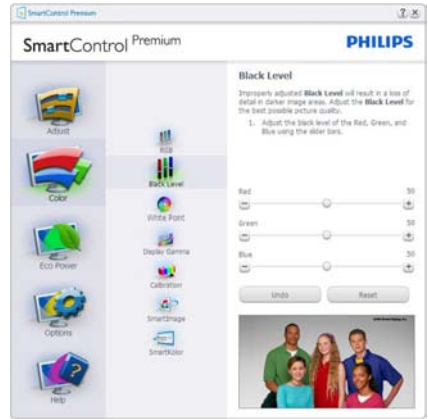 SmartControl Premium
SmartControl Premium
PHILIPS
Adjust
Color
Eco Power
Options
Help
RGB
Black Level
White Point
Display Gamma
Calibration
SmartImage
SmartKolor
Black Level
Improperly adjusted Black Level will result in a loss of
detail in darker image areas. Adjust the Black Level for
the best possible picture quality.
1. Adjust the black level of the Red, Green, and
Blue using the slider bars.
Red 50
Green 50
Blue 50
Undo Reset